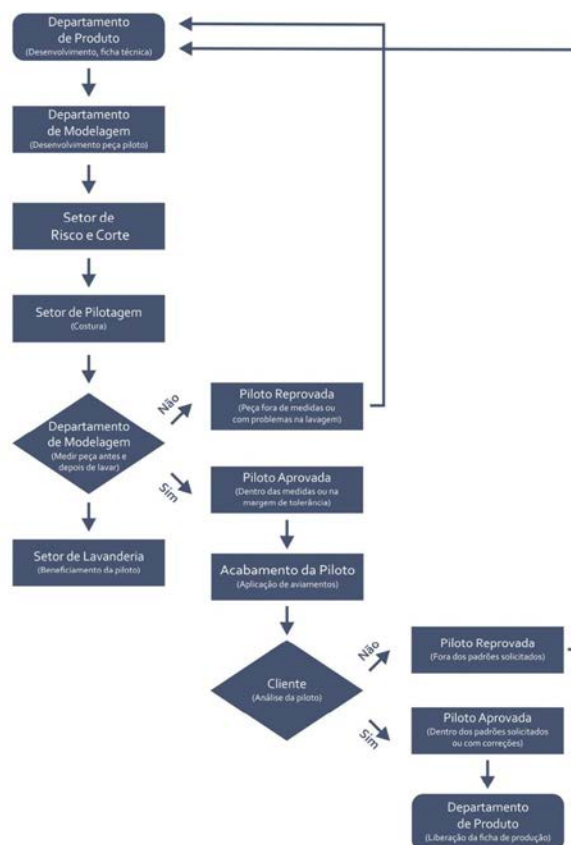 Departamento
de Produto
(Desenvolvimento, ficha técnica)
Departamento
de Modelagem
(Desenvolvimento peça piloto)
Setor de
Risco e Corte
Setor de Pilotagem
(Costura)
Departamento
de Modelagem
(Medir peça antes e
depois de lavar)
Não
Piloto Reprovada
(Peça fora de medidas ou
com problemas na lavagem)
Sim
Piloto Aprovada
(Dentro das medidas ou na
margem de tolerância)
Setor de Lavanderia
(Beneficiamento da piloto)
Acabamento da Piloto
(Aplicação de aviamentos)
Cliente
(Análise da piloto)
Não
Piloto Reprovada
(Fora dos padrões solicitados)
Sim
Piloto Aprovada
(Dentro dos padrões solicitados
ou com correções)
Departamento
de Produto
(Liberação da ficha de produção)